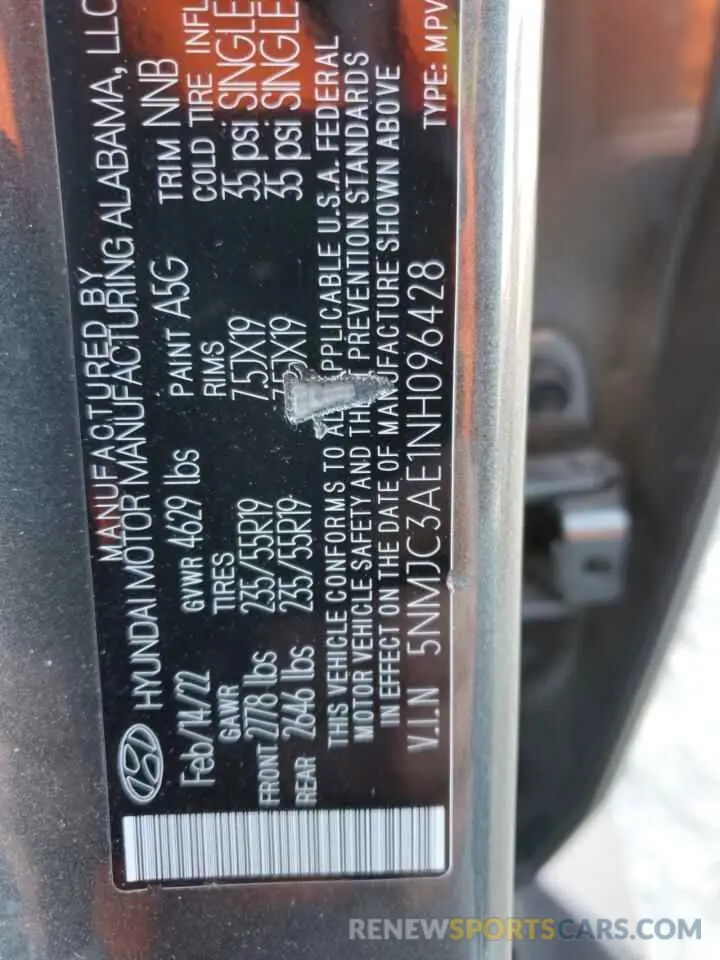 MANUFACTURED BY
HYUNDAI MOTOR MANUFACTURING ALABAMA, LLC
Feb/14/22 GVWR 4629 lbs PAINT A5G TRIM NNB
GAWR TIRES RIMS COLD TIRE INFL
FRONT 2778 lbs 235/55R19 7.5JX19 35 psi SINGLE
REAR 2646 lbs 235/55R19 35 psi SINGLE
THIS VEHICLE CONFORMS TO APPLICABLE U.S.A. FEDERAL
MOTOR VEHICLE SAFETY AND PREVENTION STANDARDS
IN EFFECT ON THE DATE OF MANUFACTURE SHOWN ABOVE
V.I.N 5NMJC3AE1NH096428 TYPE: MPV
RENEWSPORTSCARS.COM